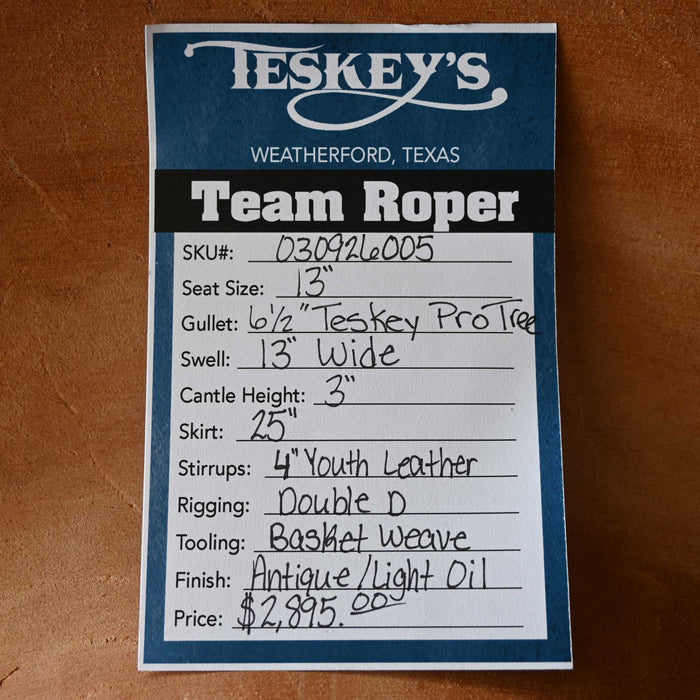 TESKEY'S
WEATHERFORD, TEXAS
Team Roper
SKU#: 030926005
Seat Size: 13"
Gullet: 6½" Teskey Pro Tree
Swell: 13" Wide
Cantle Height: 3"
Skirt: 25"
Stirrups: 4" Youth Leather
Rigging: Double D
Tooling: Basket Weave
Finish: Antique/Light Oil
Price: $2,895.00